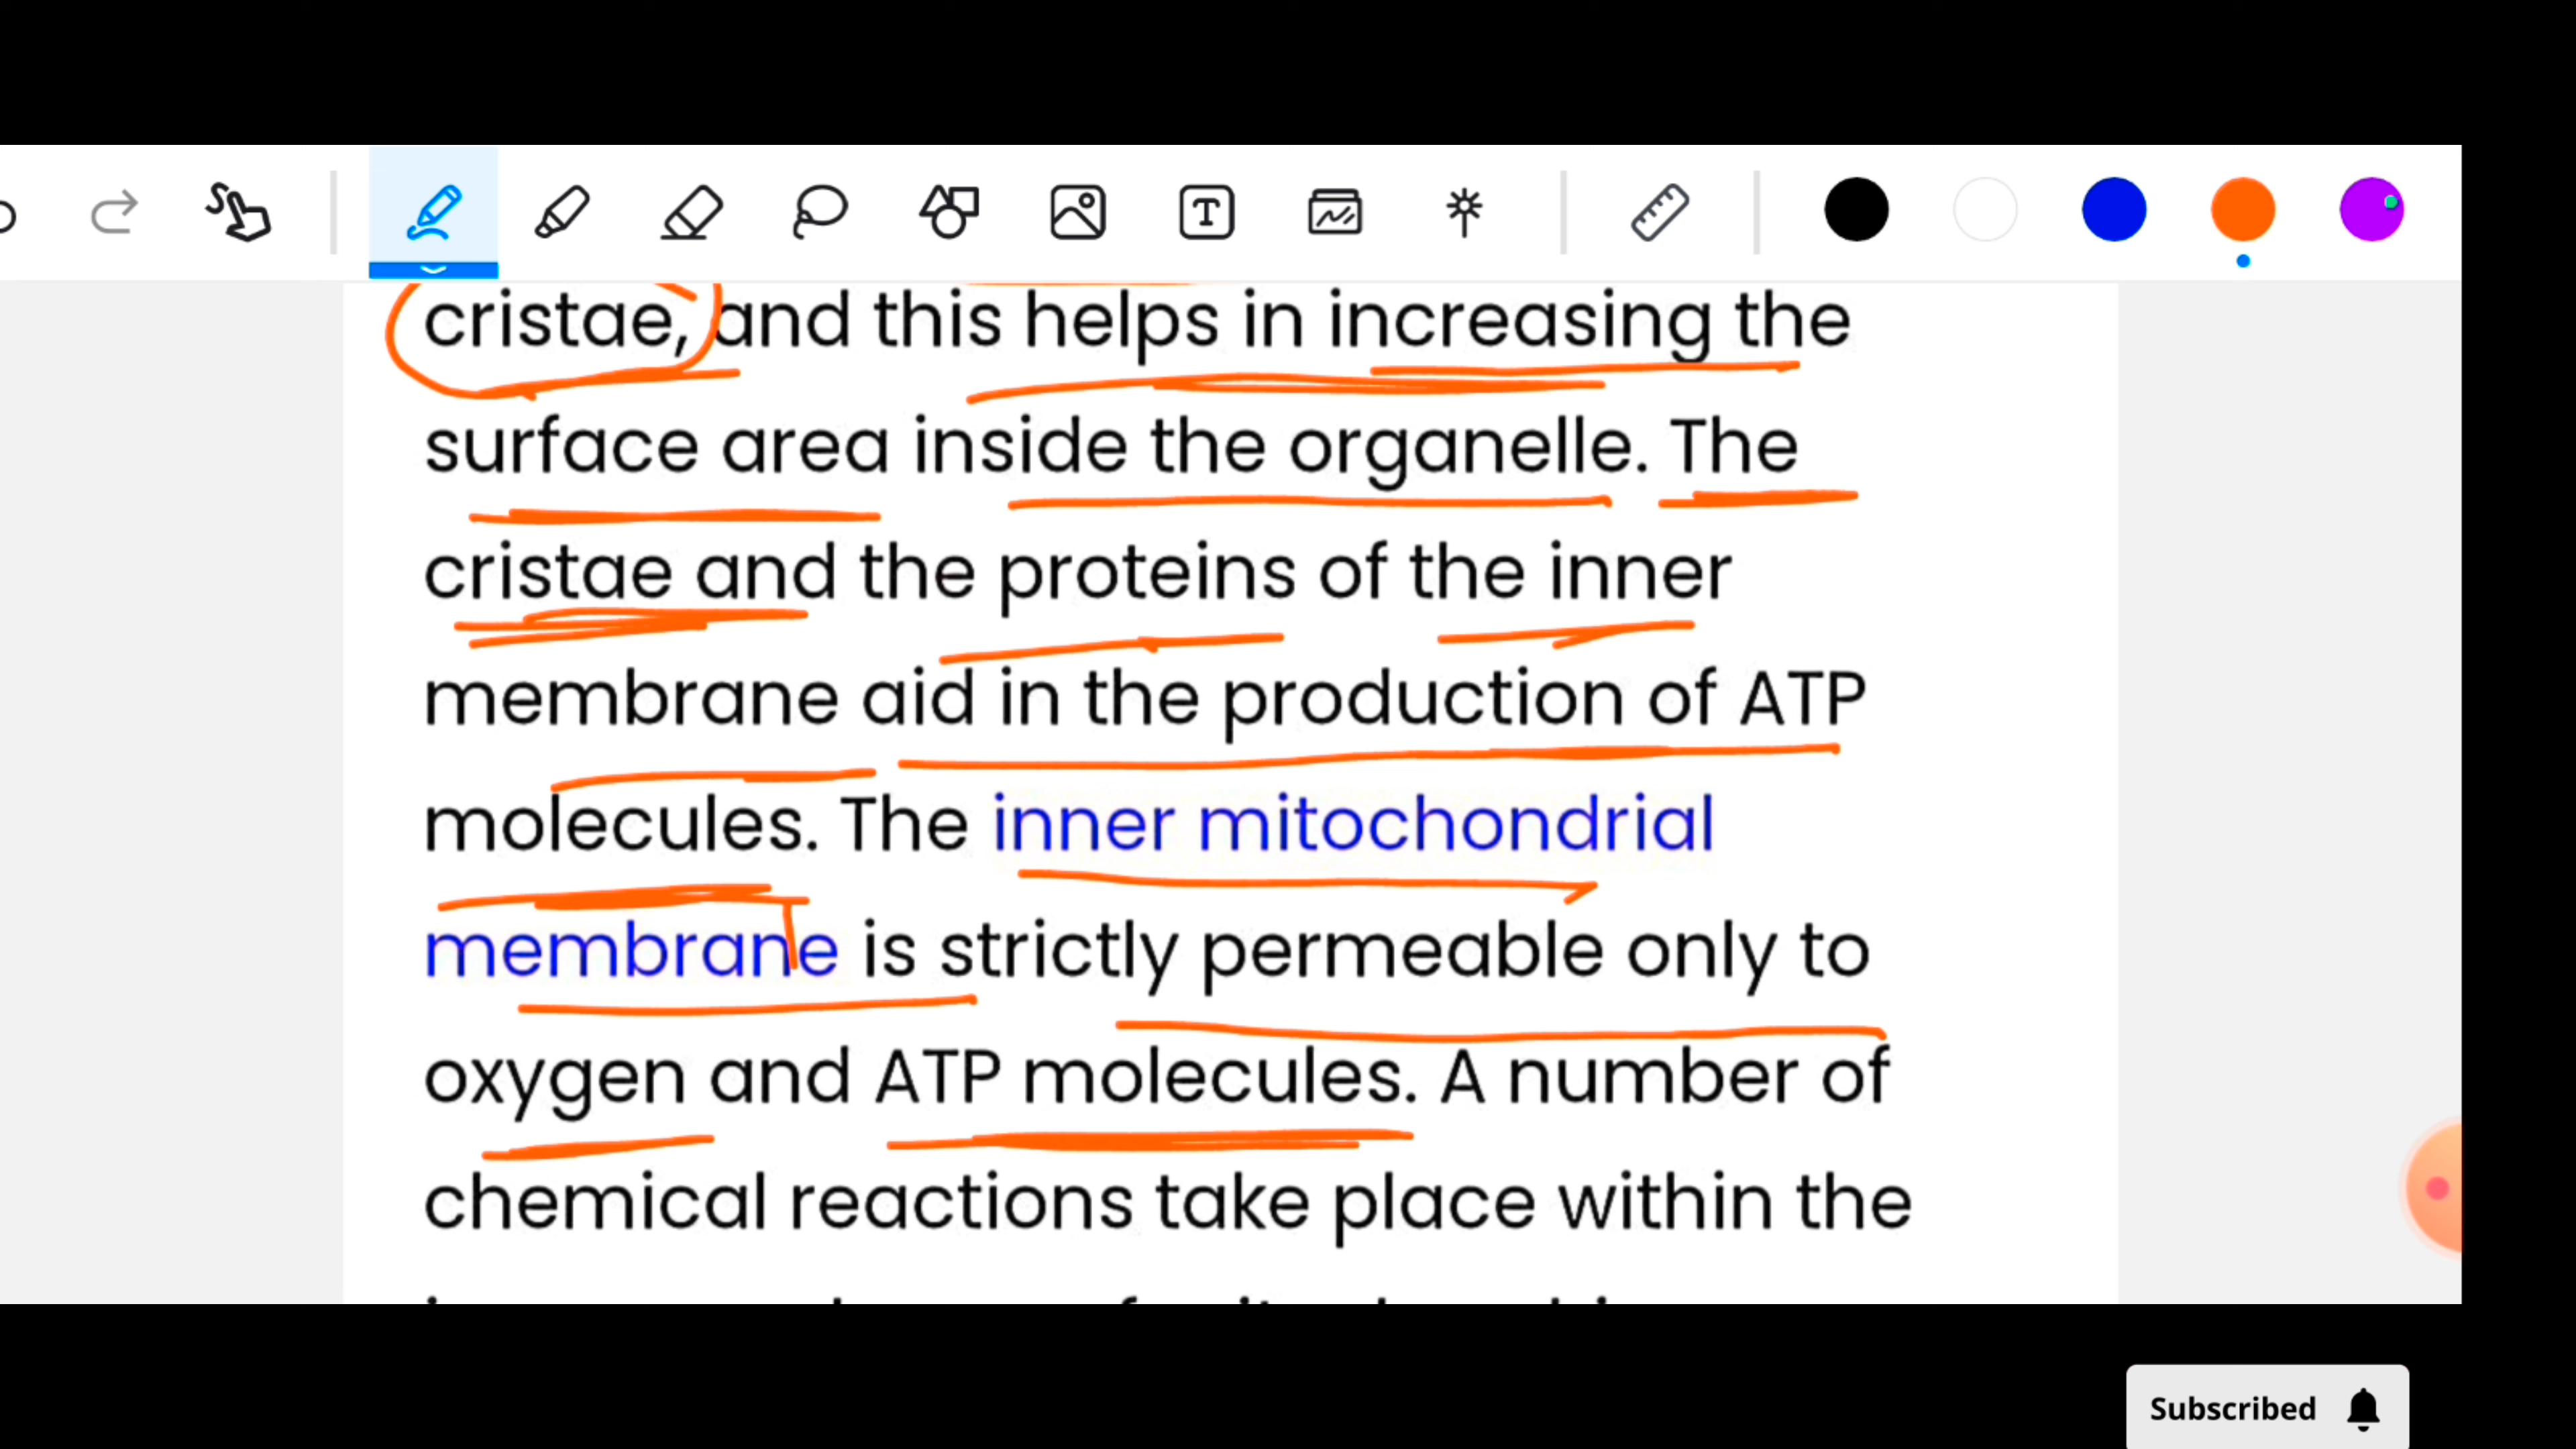 cristae, and this helps in increasing the
surface area inside the organelle. The
cristae and the proteins of the inner
membrane aid in the production of ATP
molecules. The inner mitochondrial
membrane is strictly permeable only to
oxygen and ATP molecules. A number of
chemical reactions take place within the
Subscribed